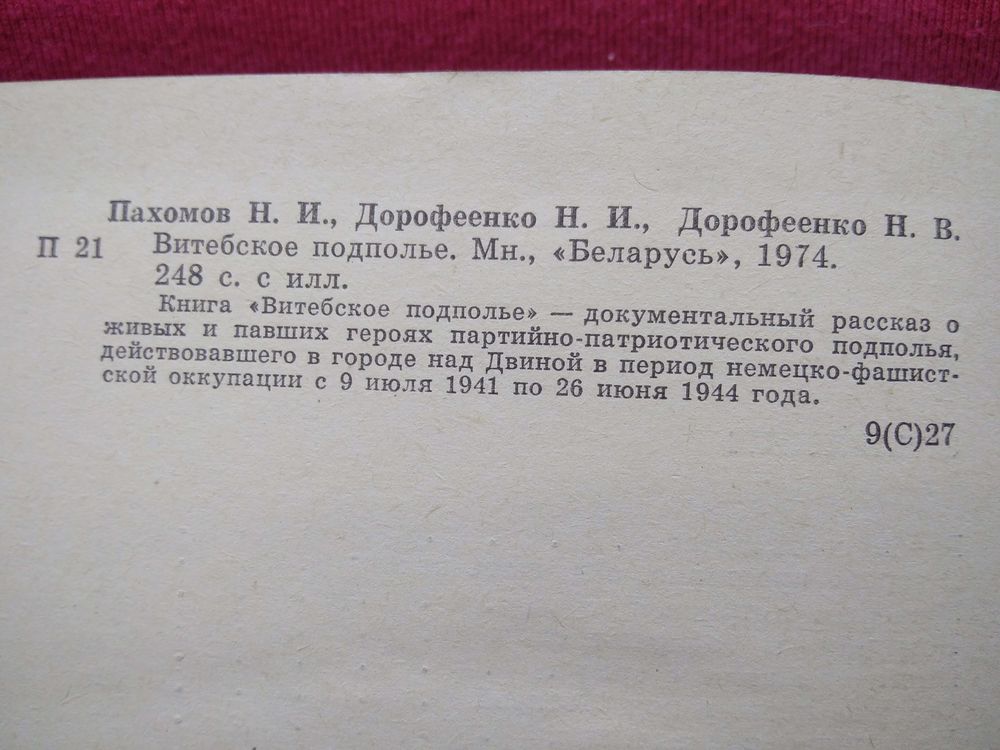 Пахомов Н. И., Дорофеенко Н. И., Дорофеенко Н. В.
П 21 Витебское подполье. Мн., «Беларусь», 1974.
248 с. с илл.
Книга «Витебское подполье» — документальный рассказ о
живых и павших героях партийно-патриотического подполья,
действовавшего в городе над Двиной в период немецко-фашист-
ской оккупации с 9 июля 1941 по 26 июня 1944 года.
9(С)27